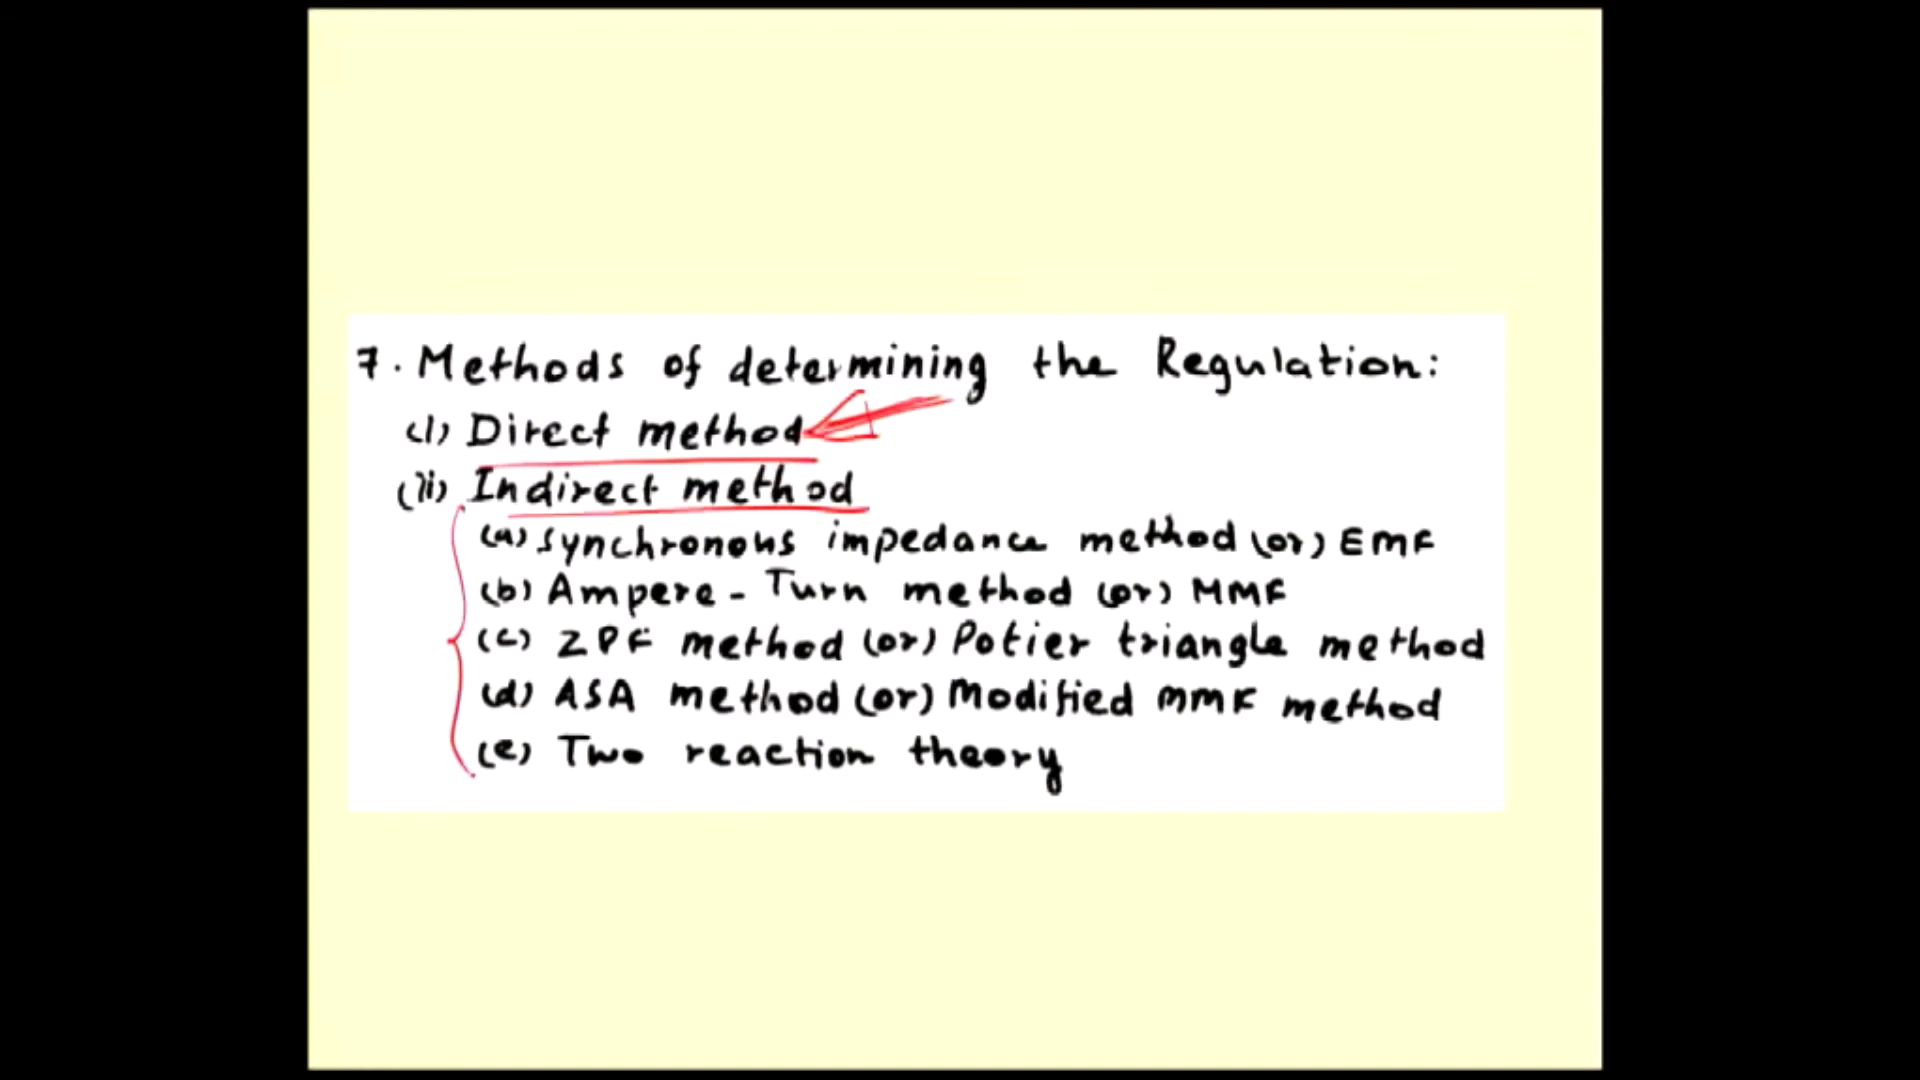 7. Methods of determining the Regulation:
(i) Direct method
(ii) Indirect method
(a) Synchronous impedance method (or) EMF
(b) Ampere - Turn method (or) MMF
(c) ZPF method (or) Potier triangle method
(d) ASA method (or) Modified MMF method
(e) Two reaction theory